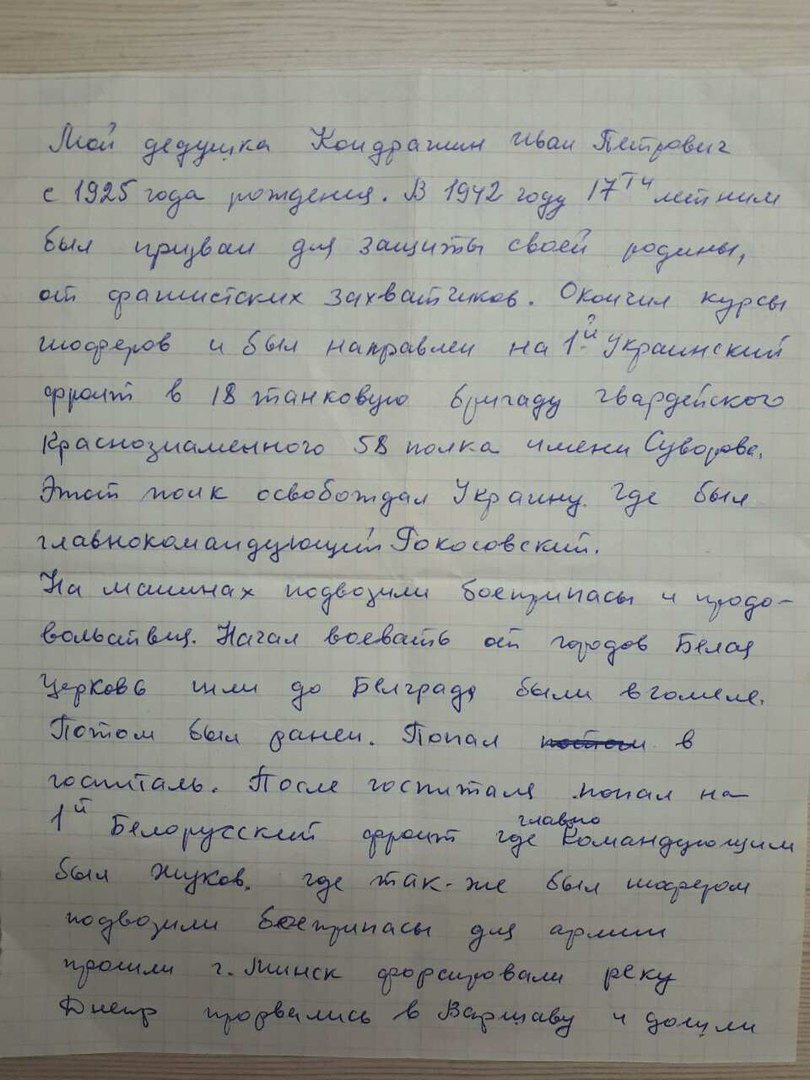 Мой дедушка Кондрашин Иван Петрович
с 1925 года рождения. В 1942 году 17ти летним
был призван для защиты своей родины,
от фашистских захватчиков. Окончил курсы
шоферов и был направлен на 1й Украинский
фронт в 18 танковую бригаду гвардейского
Краснознаменного 58 полка имени Суворова.
Этот полк освобождал Украину. Где был
главнокомандующий Рокосовский.
На машинах подвозили боеприпасы и продо-
вольствия. Начал воевать от городов Белая
Церковь шли до Белграда были в гомеле.
Потом был ранен. Попал в
госпиталь. После госпиталя попал на
1й Белорусский фронт где главно Командующим
был Жуков. где так-же был шофером
подвозили боеприпасы для армии
прошли г. Минск форсировали реку
Днепр прорвались в Варшаву и дошли